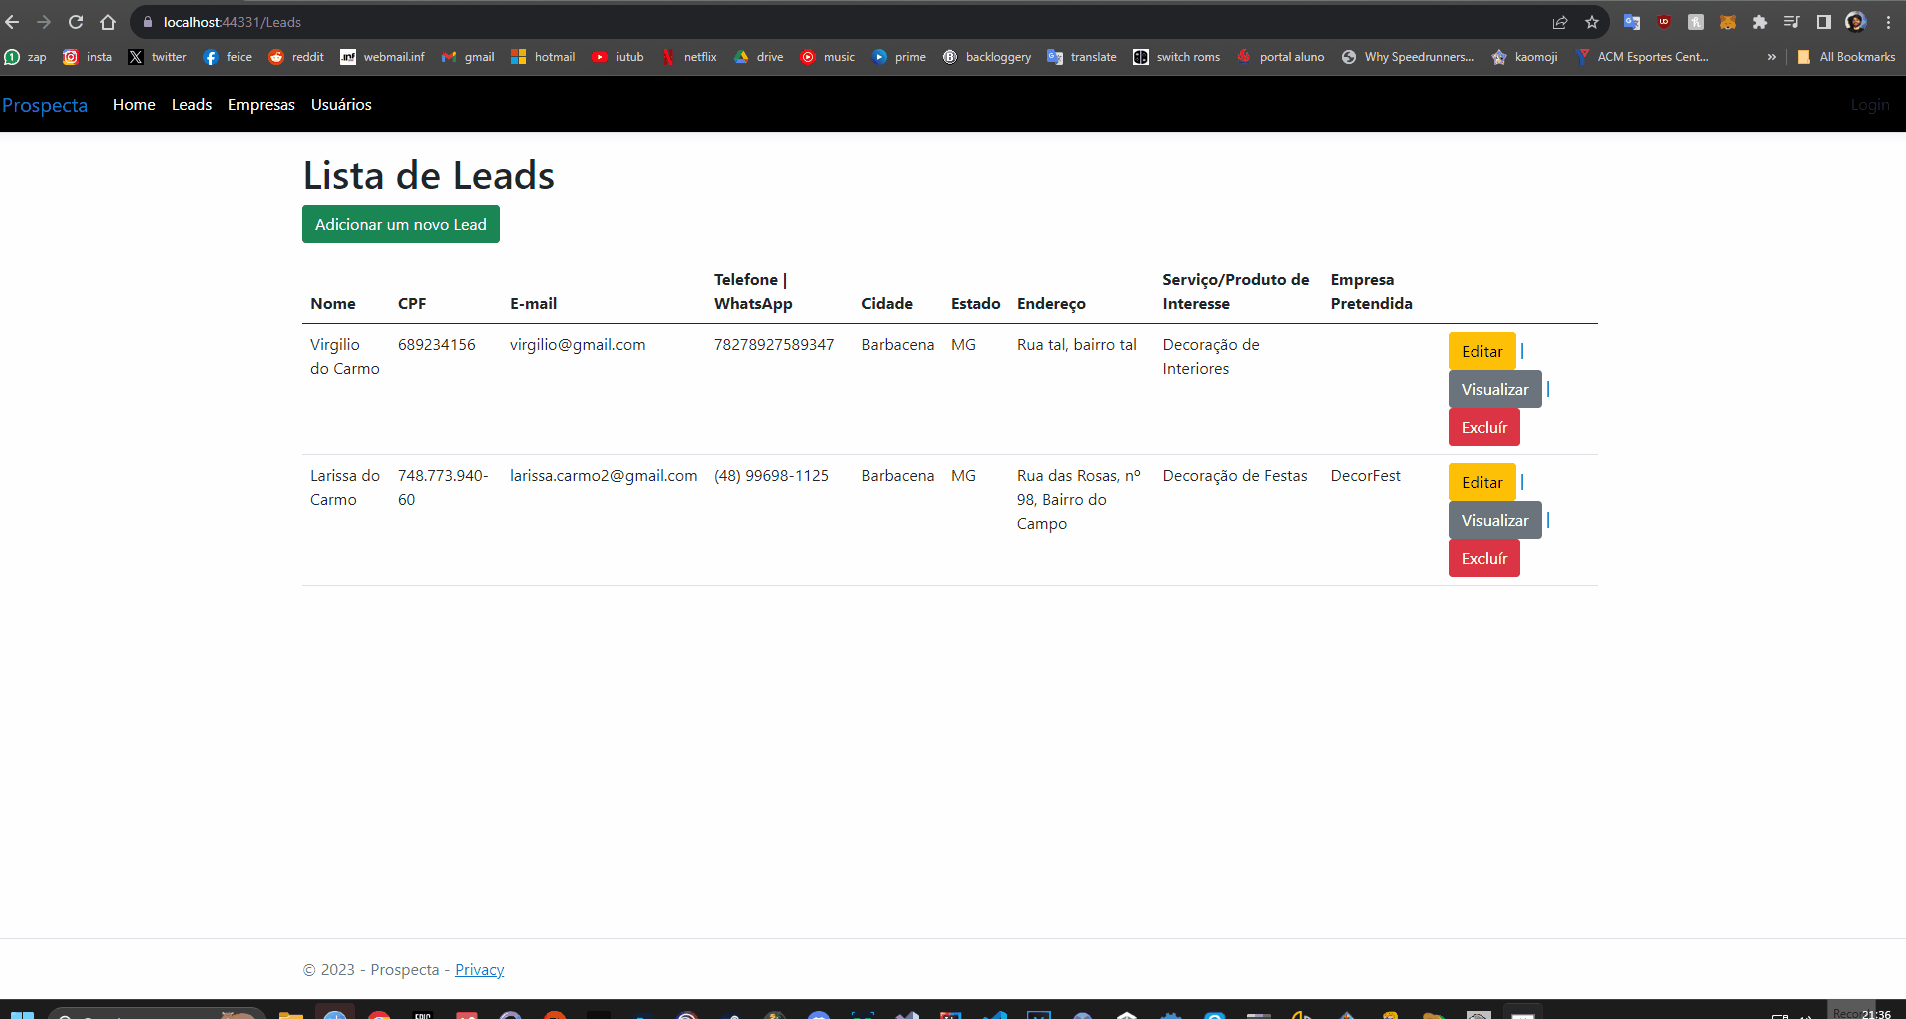 localhost:44331/Leads
zap insta twitter feice reddit webmail.inf gmail hotmail iutub netflix drive music prime backloggery translate switch roms portal aluno Why Speedrunners... kaomoji ACM Esportes Cent... » All Bookmarks
Prospecta Home Leads Empresas Usuários Login
Lista de Leads
Adicionar um novo Lead
Telefone | Serviço/Produto de Empresa
Nome CPF E-mail WhatsApp Cidade Estado Endereço Interesse Pretendida
Virgilio 689234156 virgilio@gmail.com 78278927589347 Barbacena MG Rua tal, bairro tal Decoração de Editar |
do Carmo Interiores
Visualizar |
Excluír
Larissa do 748.773.940- larissa.carmo2@gmail.com (48) 99698-1125 Barbacena MG Rua das Rosas, nº Decoração de Festas DecorFest Editar |
Carmo 60 98, Bairro do
Campo Visualizar |
Excluír
© 2023 - Prospecta - Privacy
21:36